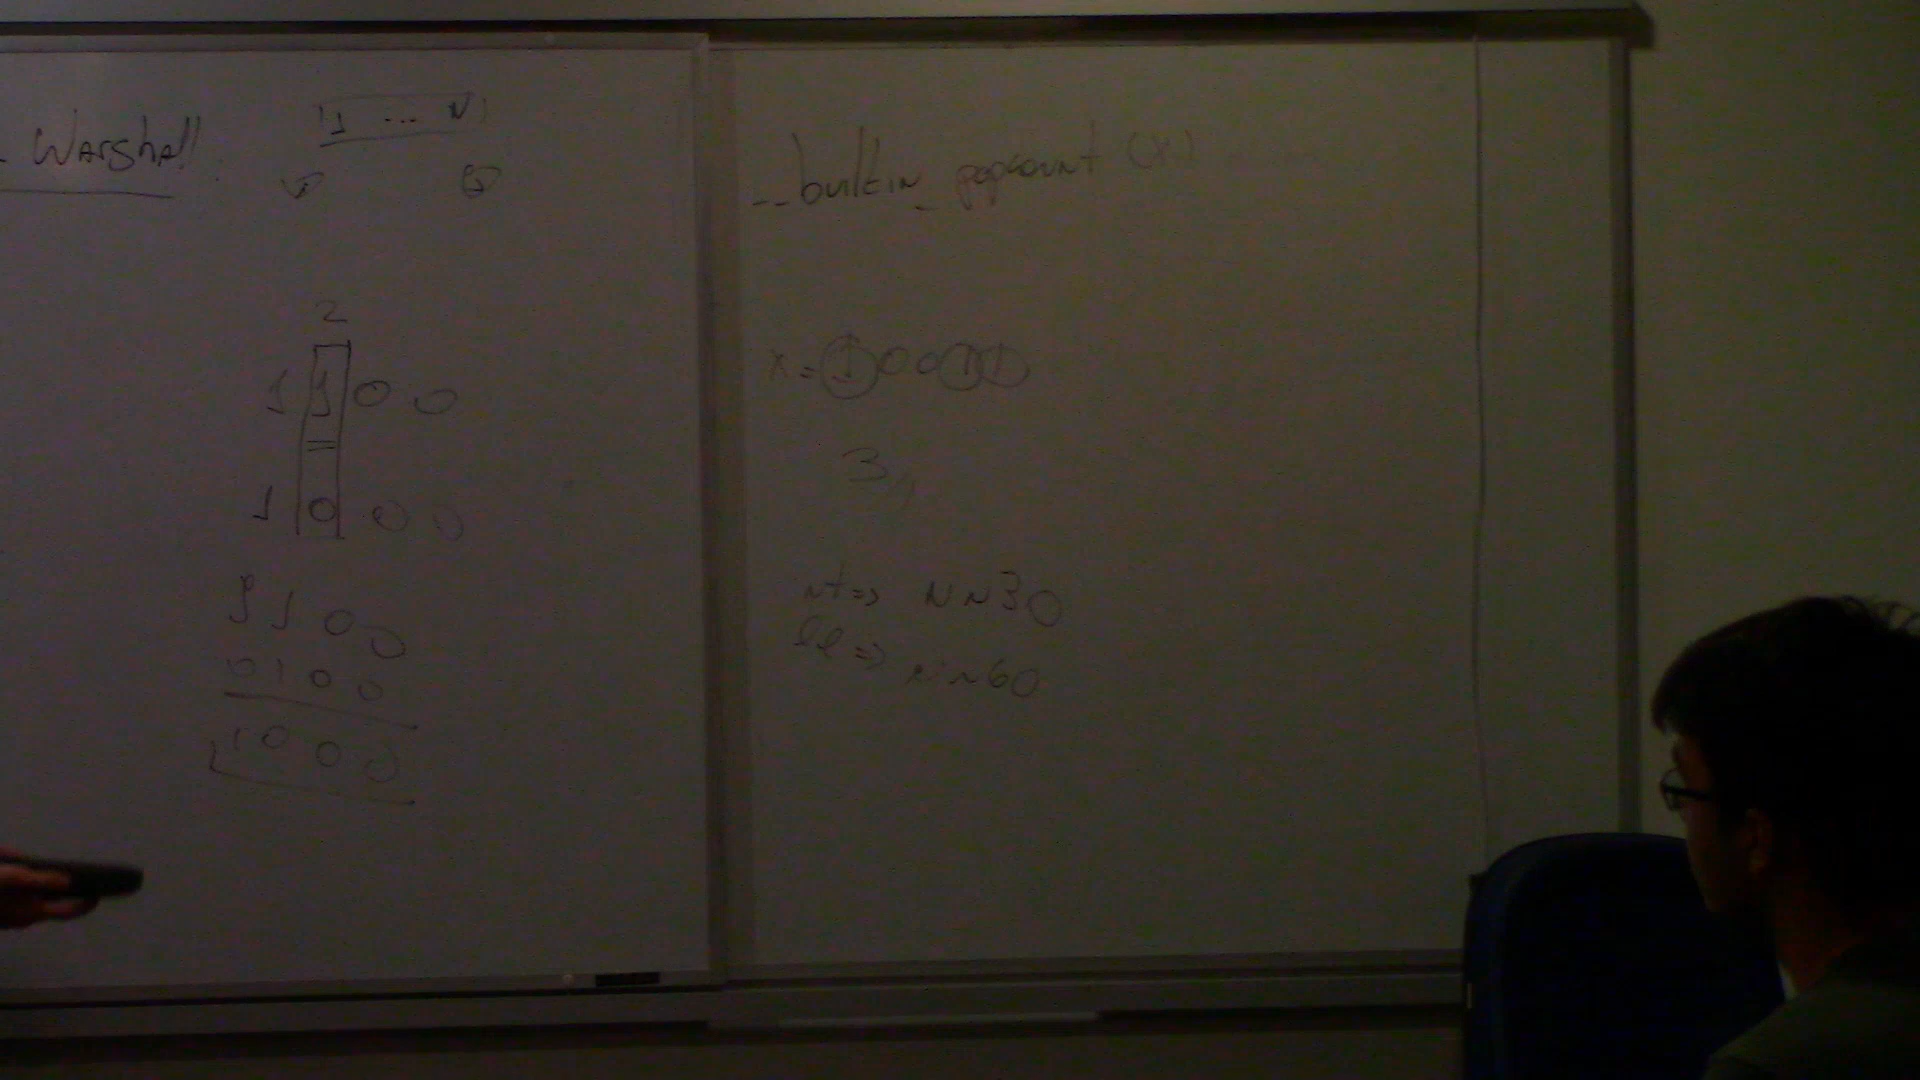 - Warshall
1 ... N
2
1 1 0 0
=
1 0 0 0
1 1 0 0
0 1 0 0
1 0 0 0
__builtin_popcount (x)
x = 1 0 0 1 1
3
int => N ~ 30
ll => N ~ 60